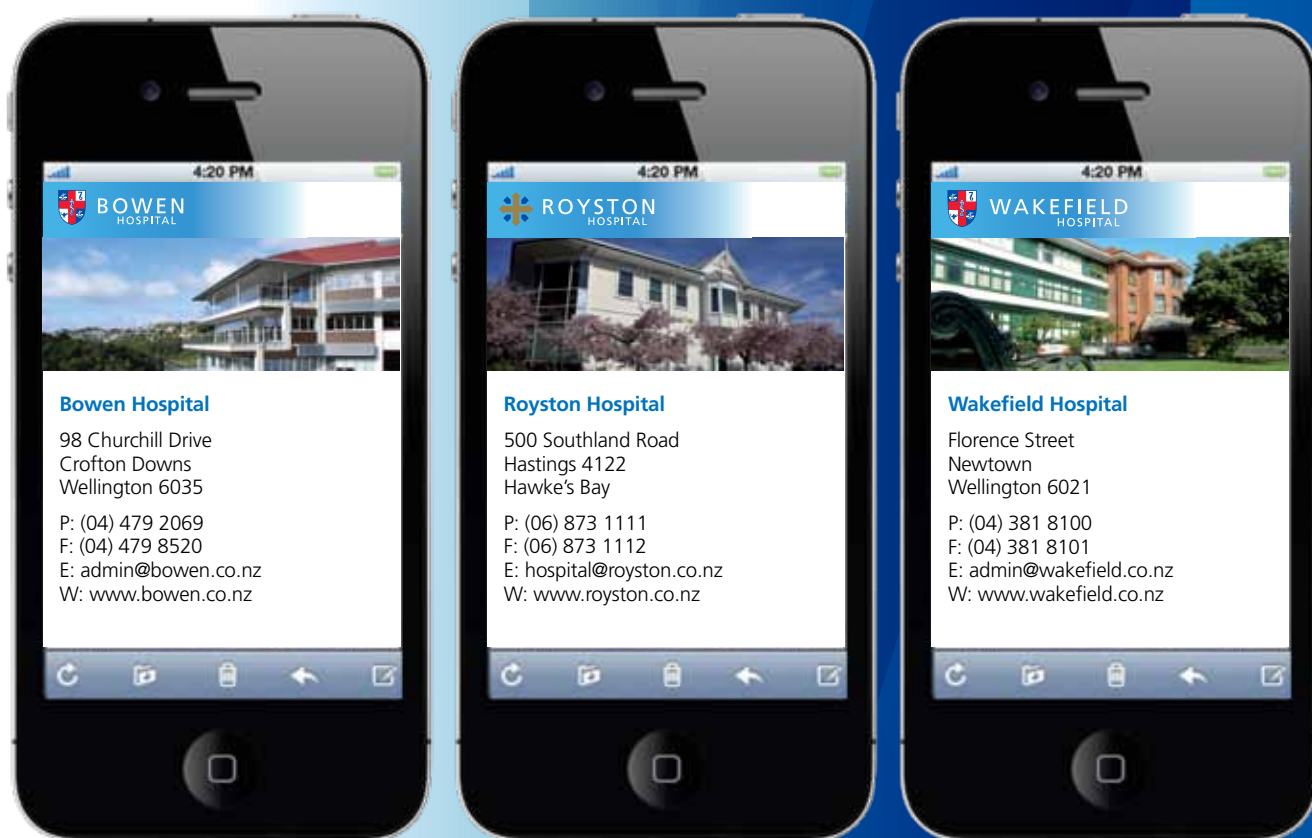 4:20 PM
BOWEN
HOSPITAL
Bowen Hospital
98 Churchill Drive
Crofton Downs
Wellington 6035
P: (04) 479 2069
F: (04) 479 8520
E: admin@bowen.co.nz
W: www.bowen.co.nz
4:20 PM
ROYSTON
HOSPITAL
Royston Hospital
500 Southland Road
Hastings 4122
Hawke's Bay
P: (06) 873 1111
F: (06) 873 1112
E: hospital@royston.co.nz
W: www.royston.co.nz
4:20 PM
WAKEFIELD
HOSPITAL
Wakefield Hospital
Florence Street
Newtown
Wellington 6021
P: (04) 381 8100
F: (04) 381 8101
E: admin@wakefield.co.nz
W: www.wakefield.co.nz